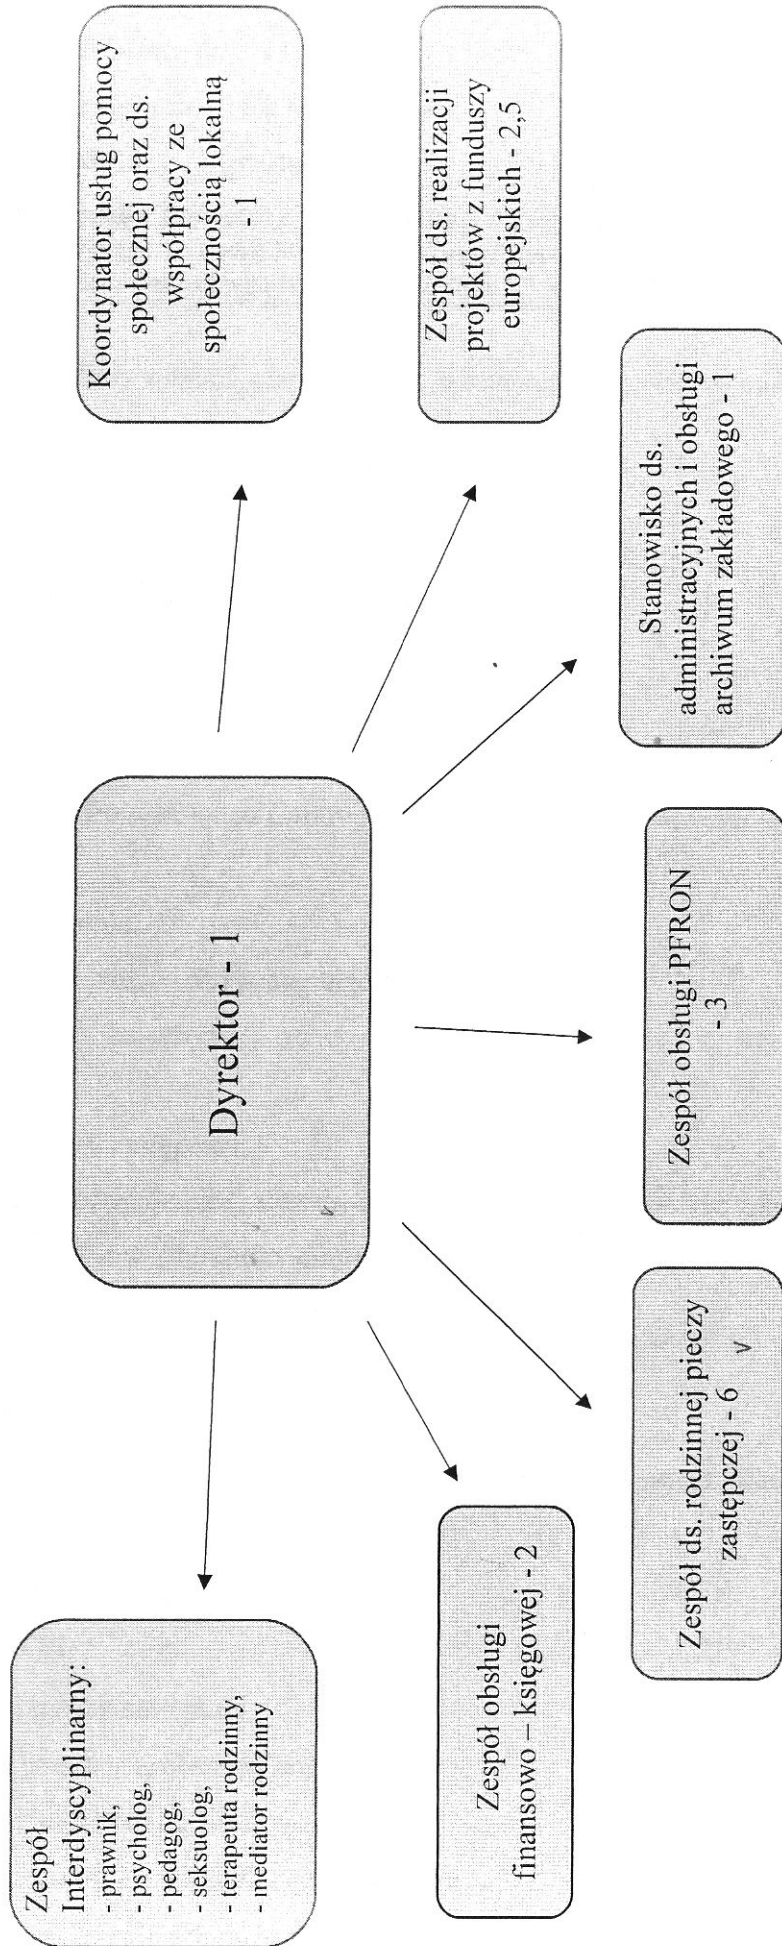 Zespół
Interdyscyplinarny:
- prawnik,
- psycholog,
- pedagog,
- seksuolog,
- terapeuta rodzinny,
- mediator rodzinny
Dyrektor - 1
Koordynator usług pomocy
społecznej oraz ds.
współpracy ze
społecznością lokalną
- 1
Zespół obsługi
finansowo – księgowej - 2
Zespół ds. realizacji
projektów z funduszy
europejskich - 2,5
Zespół ds. rodzinnej pieczy
zastępczej - 6
v
Zespół obsługi PFRON
- 3
Stanowisko ds.
administracyjnych i obsługi
archiwum zakładowego - 1